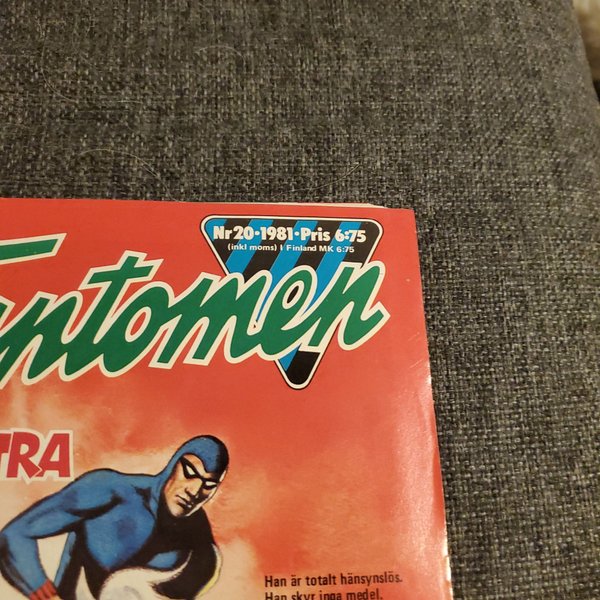 Nr 20·1981·Pris 6:75
(inkl moms) I Finland MK 6:75
Fantomen
TRA
Han är totalt hänsynslös.
Han skyr inga medel.